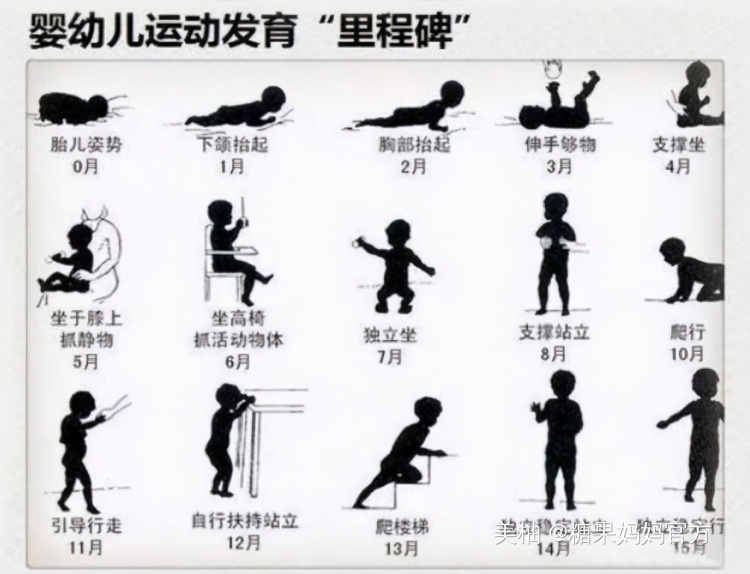 婴幼儿运动发育“里程碑”
胎儿姿势
0月
下颌抬起
1月
胸部抬起
2月
伸手够物
3月
支撑坐
4月
坐于膝上
抓静物
5月
坐高椅
抓活动物体
6月
独立坐
7月
支撑站立
8月
爬行
10月
引导行走
11月
自行扶持站立
12月
爬楼梯
13月
14月
15月
美柚 @糖果妈妈官方